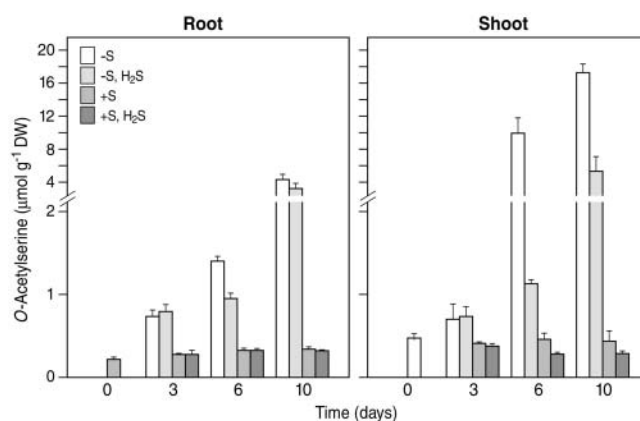 Root
Shoot
20
16
12
8
4
2
1
0
-S
-S, H₂S
+S
+S, H₂S
O-Acetylserine (μmol g⁻¹ DW)
0 3 6 10
0 3 6 10
Time (days)